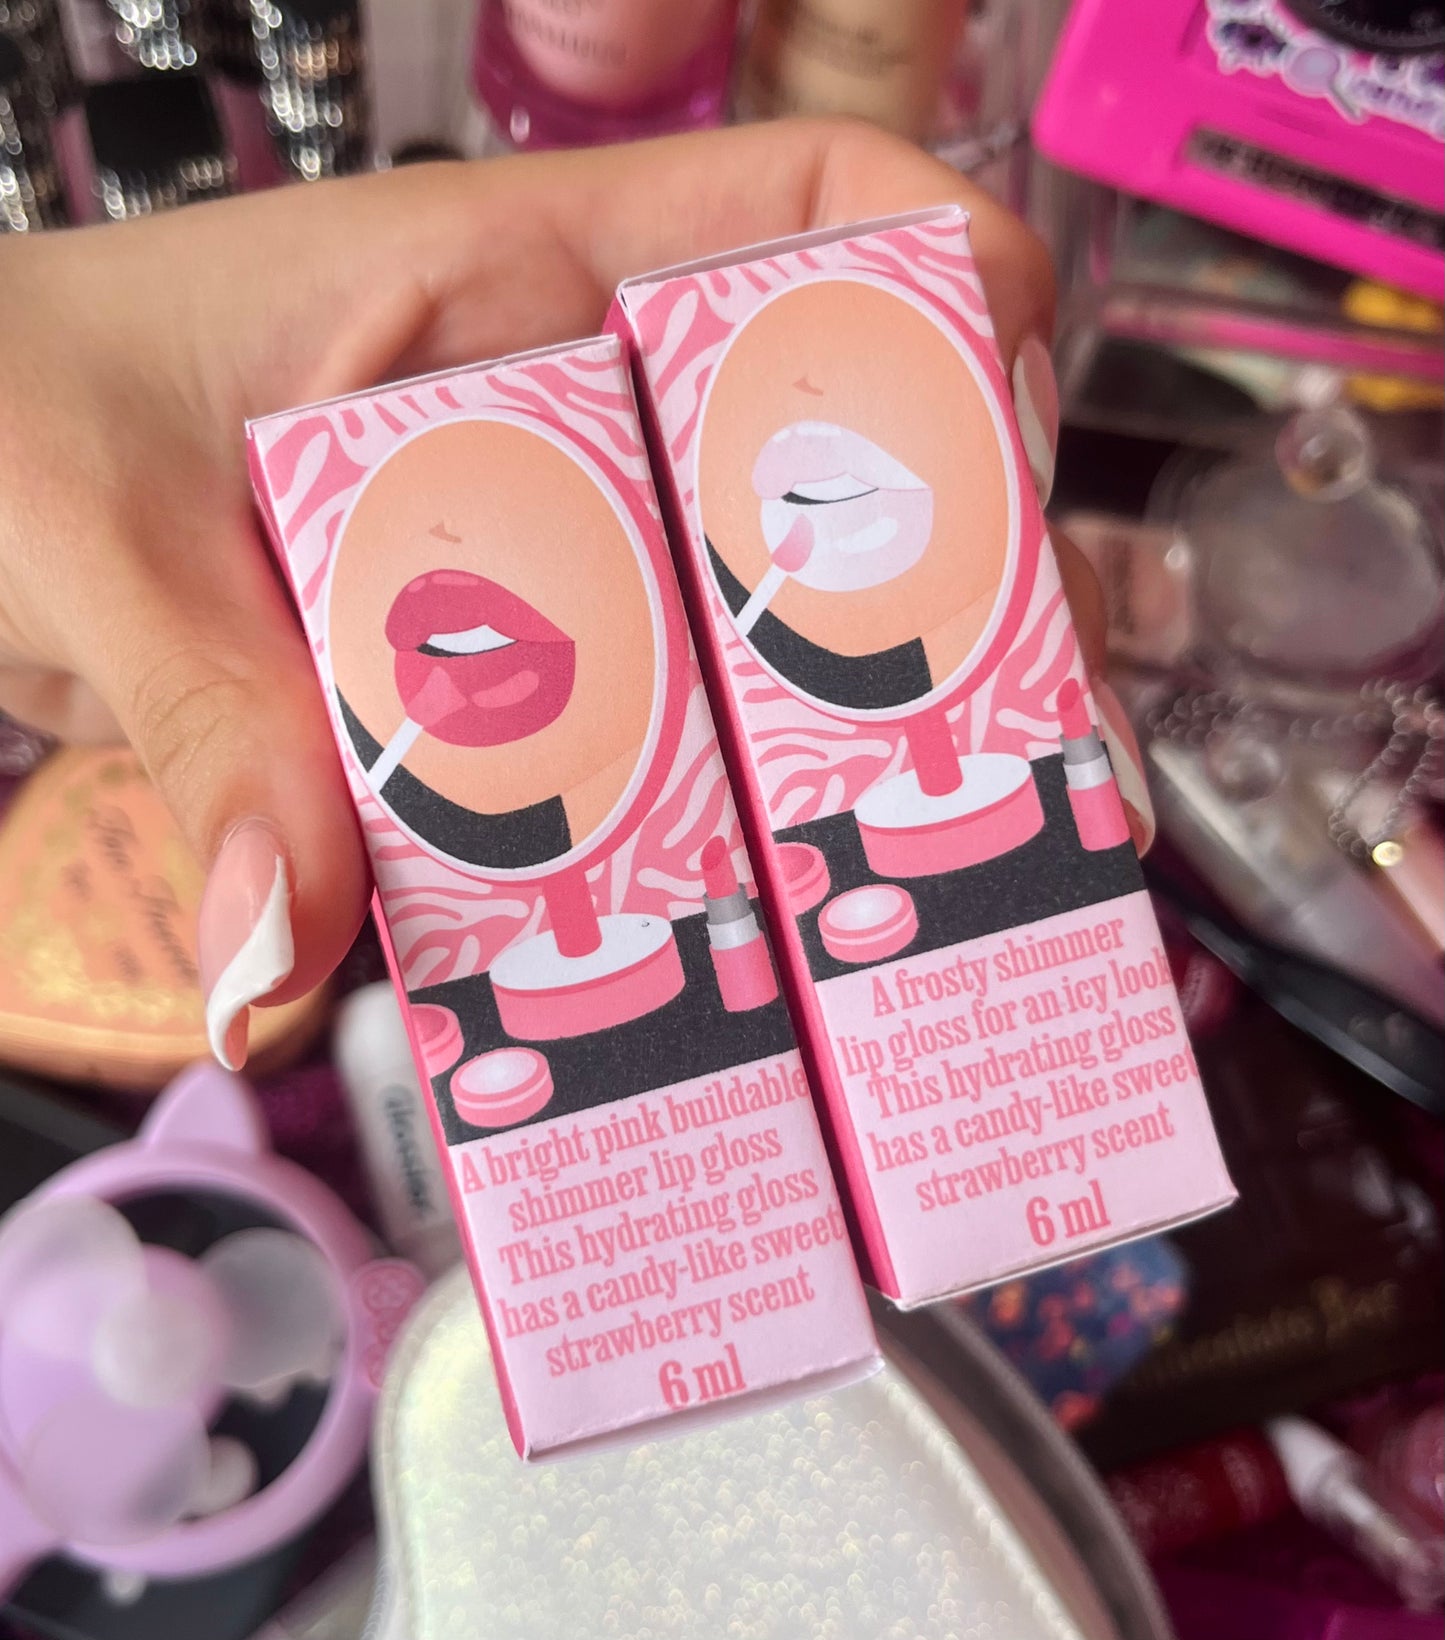 A bright pink buildable
shimmer lip gloss
This hydrating gloss
has a candy-like sweet
strawberry scent
6 ml
A frosty shimmer
lip gloss for an icy look
This hydrating gloss
has a candy-like sweet
strawberry scent
6 ml